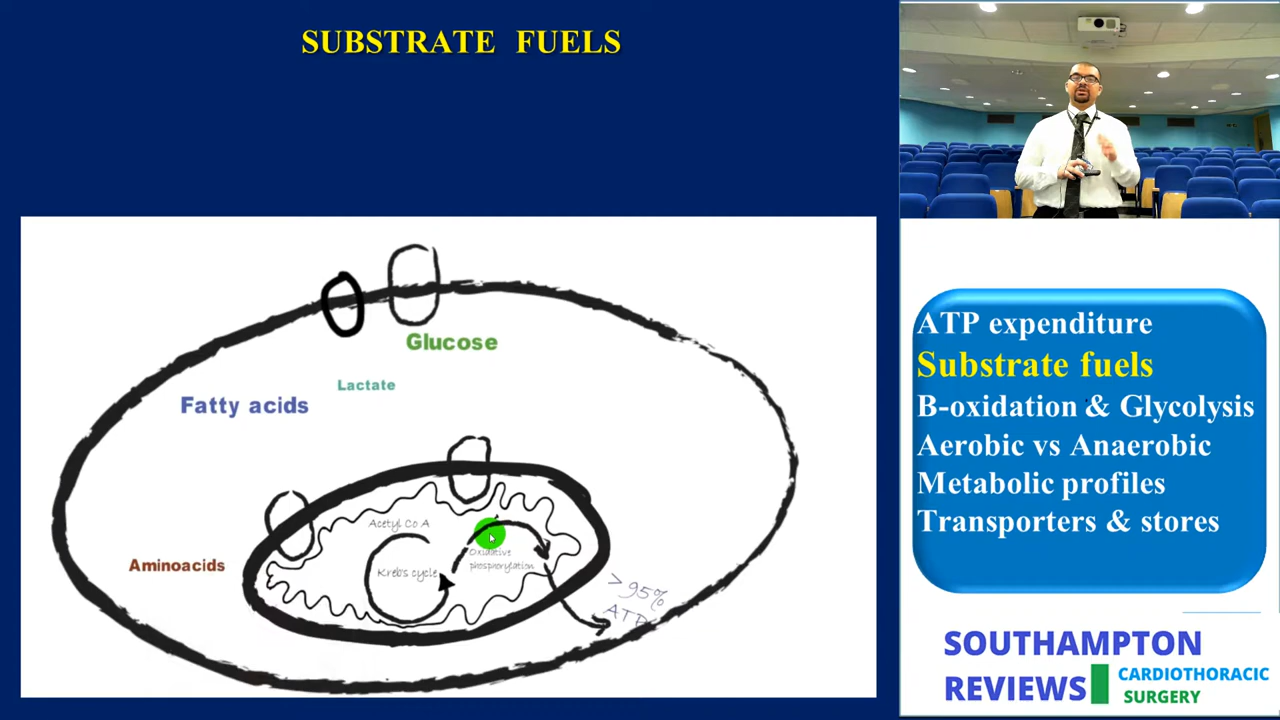 SUBSTRATE FUELS
Glucose
Lactate
Fatty acids
Acetyl Co A
Oxidative
phosphorylation
Aminoacids
Kreb's cycle
>95%
ATP
ATP expenditure
Substrate fuels
B-oxidation & Glycolysis
Aerobic vs Anaerobic
Metabolic profiles
Transporters & stores
SOUTHAMPTON
REVIEWS
CARDIOTHORACIC
SURGERY